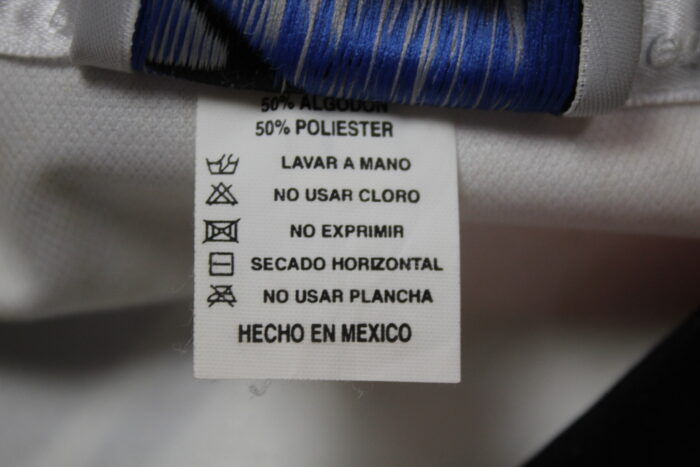 50% ALGODON
50% POLIESTER
LAVAR A MANO
NO USAR CLORO
NO EXPRIMIR
SECADO HORIZONTAL
NO USAR PLANCHA
HECHO EN MEXICO